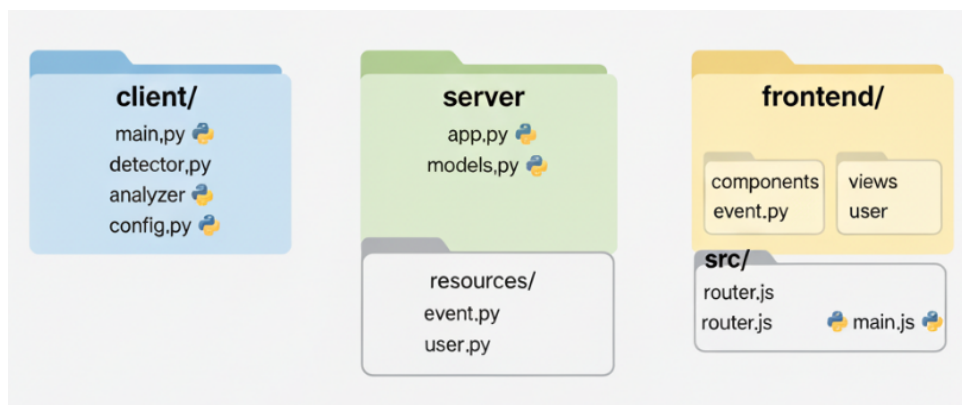 client/
main,py
detector,py
analyzer
config.py
server
app.py
models,py
resources/
event.py
user.py
frontend/
components
event.py
views
user
src/
router.js
router.js main.js